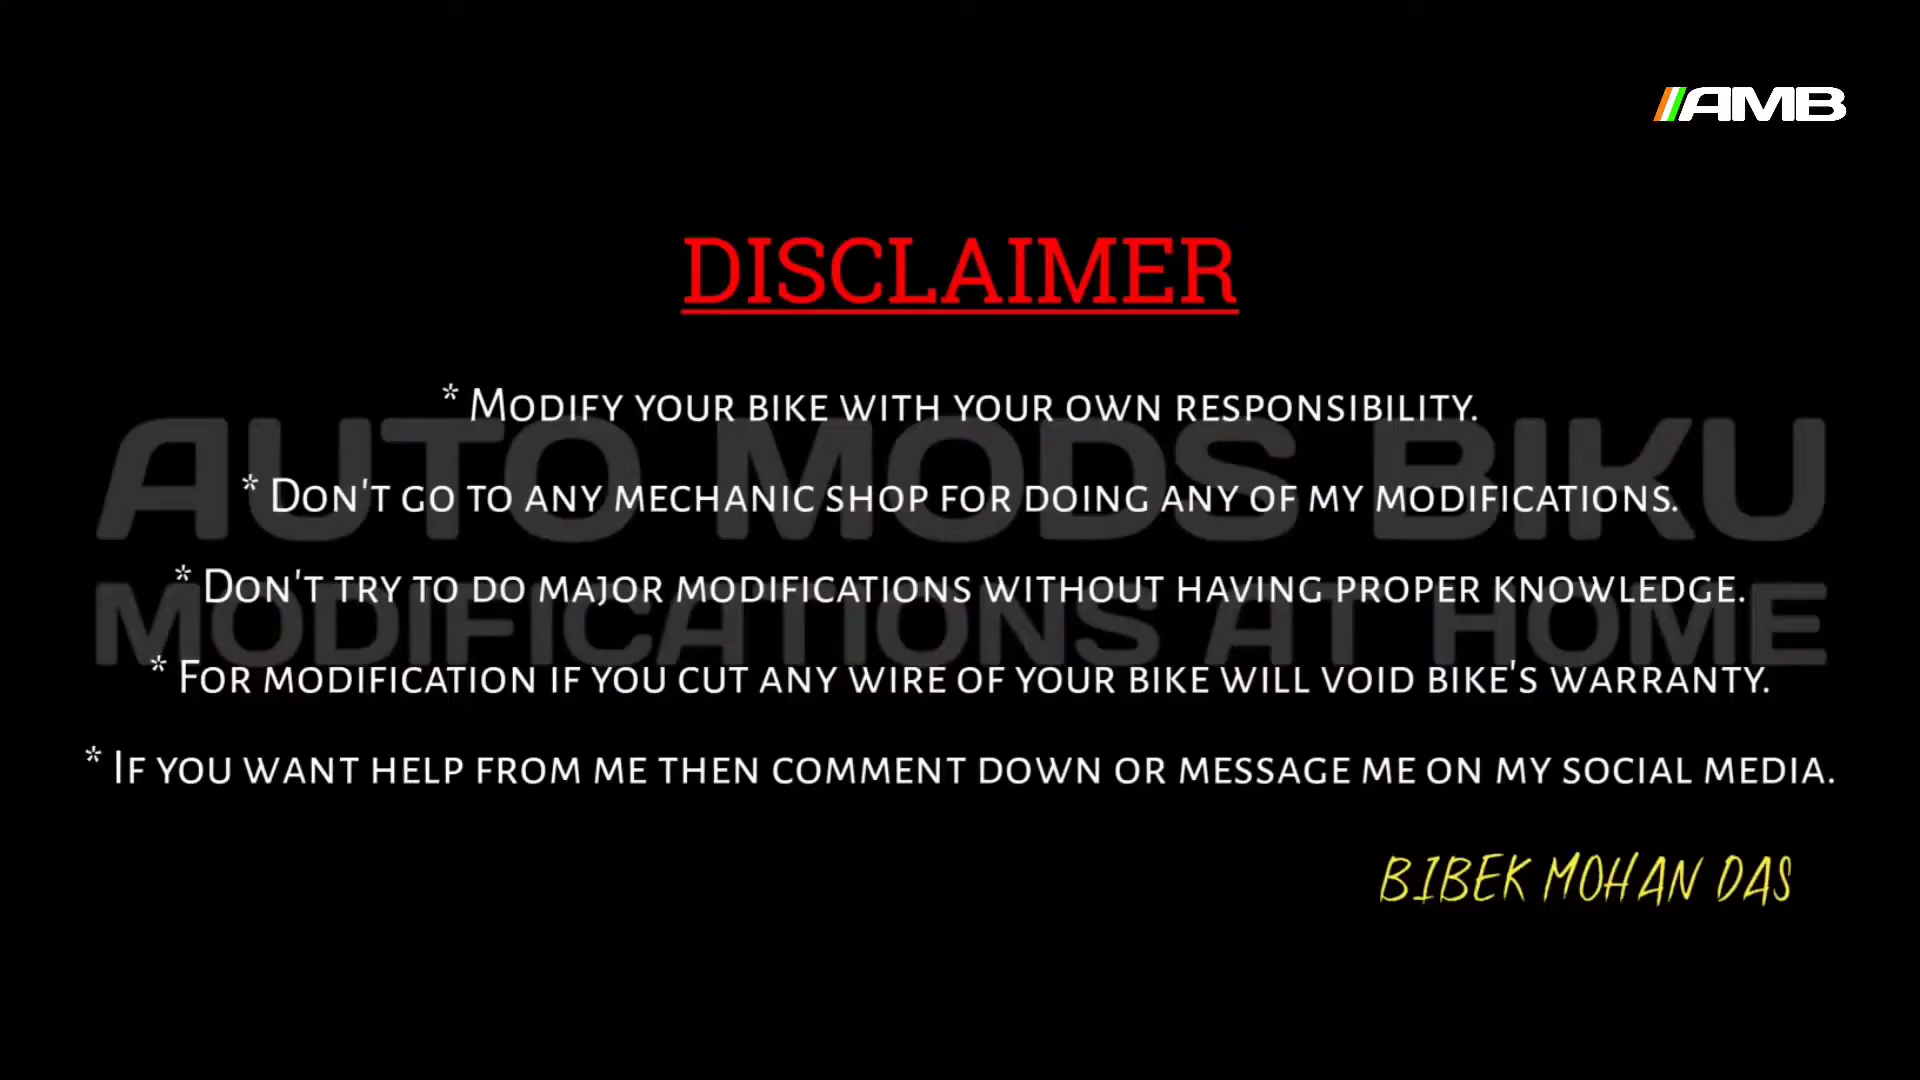 AMB
DISCLAIMER
* MODIFY YOUR BIKE WITH YOUR OWN RESPONSIBILITY.
AUTO MODS BIKU
* DON'T GO TO ANY MECHANIC SHOP FOR DOING ANY OF MY MODIFICATIONS.
* DON'T TRY TO DO MAJOR MODIFICATIONS WITHOUT HAVING PROPER KNOWLEDGE.
MODIFICATIONS AT HOME
* FOR MODIFICATION IF YOU CUT ANY WIRE OF YOUR BIKE WILL VOID BIKE'S WARRANTY.
* IF YOU WANT HELP FROM ME THEN COMMENT DOWN OR MESSAGE ME ON MY SOCIAL MEDIA.
BIBEK MOHAN DAS